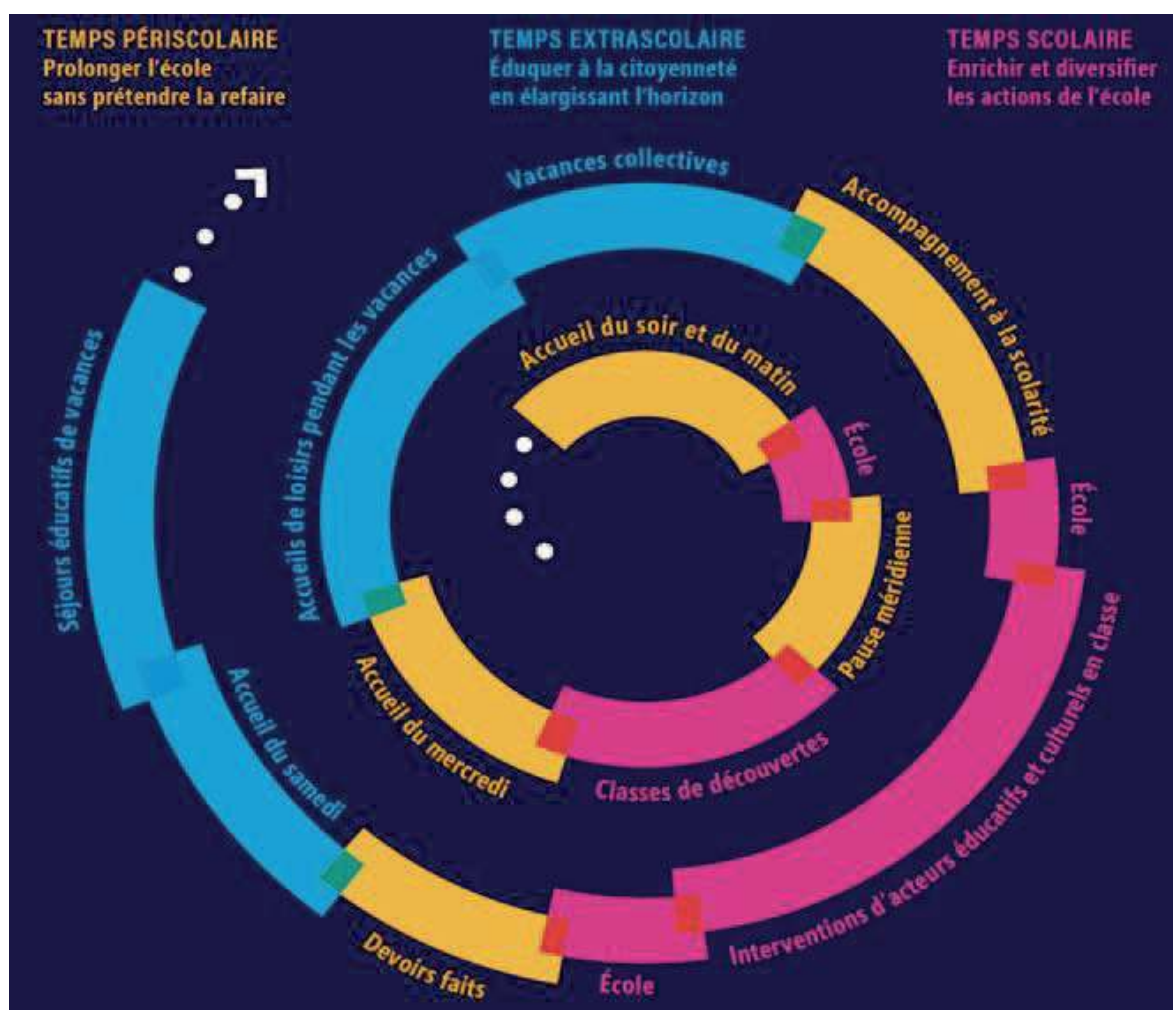 TEMPS PÉRISCOLAIRE
Prolonger l'école
sans prétendre la refaire
TEMPS EXTRASCOLAIRE
Éduquer à la citoyenneté
en élargissant l'horizon
TEMPS SCOLAIRE
Enrichir et diversifier
les actions de l'école
Accueil du soir et du matin
École
Pause méridienne
Classes de découvertes
Accueil du mercredi
Accueils de loisirs pendant les vacances
Vacances collectives
Accompagnement à la scolarité
École
Interventions d'acteurs éducatifs et culturels en classe
École
Devoirs faits
Accueil du samedi
Séjours éducatifs de vacances